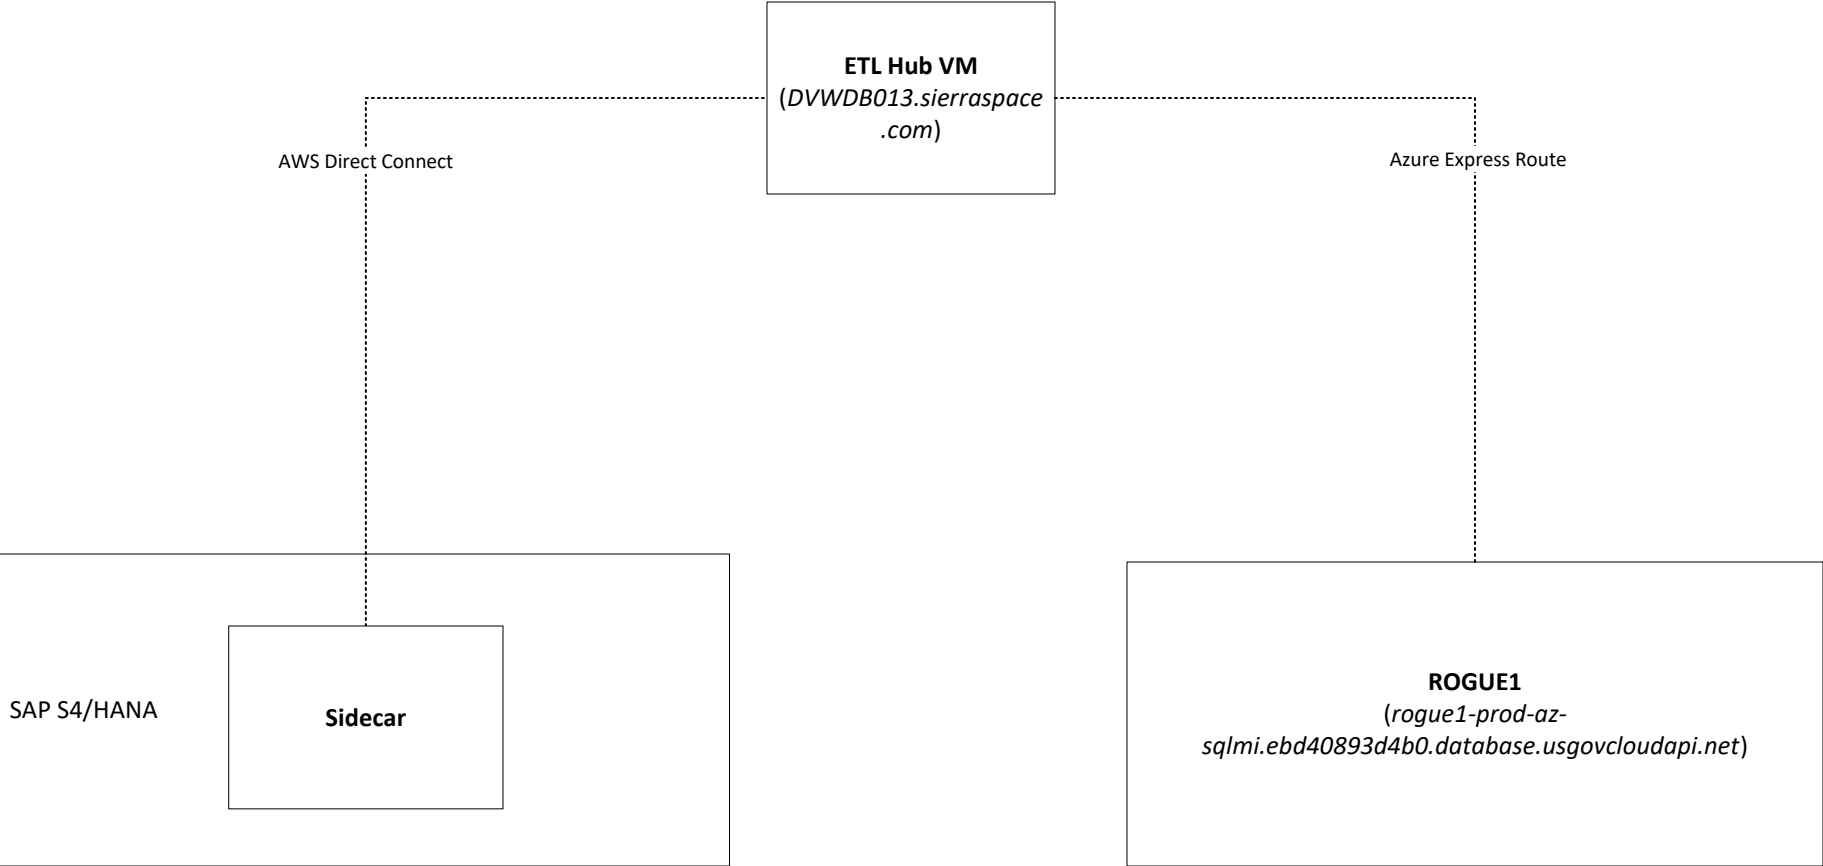 ETL Hub VM
(DVWDB013.sierraspace
.com)
AWS Direct Connect
Azure Express Route
SAP S4/HANA
Sidecar
ROGUE1
(rogue1-prod-az-
sqlmi.ebd40893d4b0.database.usgovcloudapi.net)